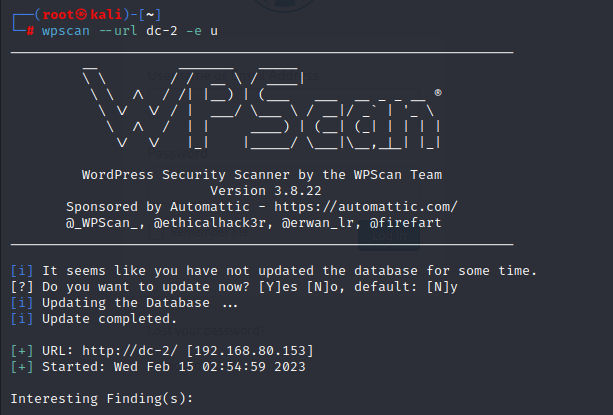 (root㉿kali)-[~]
# wpscan --url dc-2 -e u
WPScan ®
WordPress Security Scanner by the WPScan Team
Version 3.8.22
Sponsored by Automattic - https://automattic.com/
@_WPScan_, @ethicalhack3r, @erwan_lr, @firefart
[i] It seems like you have not updated the database for some time.
[?] Do you want to update now? [Y]es [N]o, default: [N]y
[i] Updating the Database ...
[i] Update completed.
[+] URL: http://dc-2/ [192.168.80.153]
[+] Started: Wed Feb 15 02:54:59 2023
Interesting Finding(s):